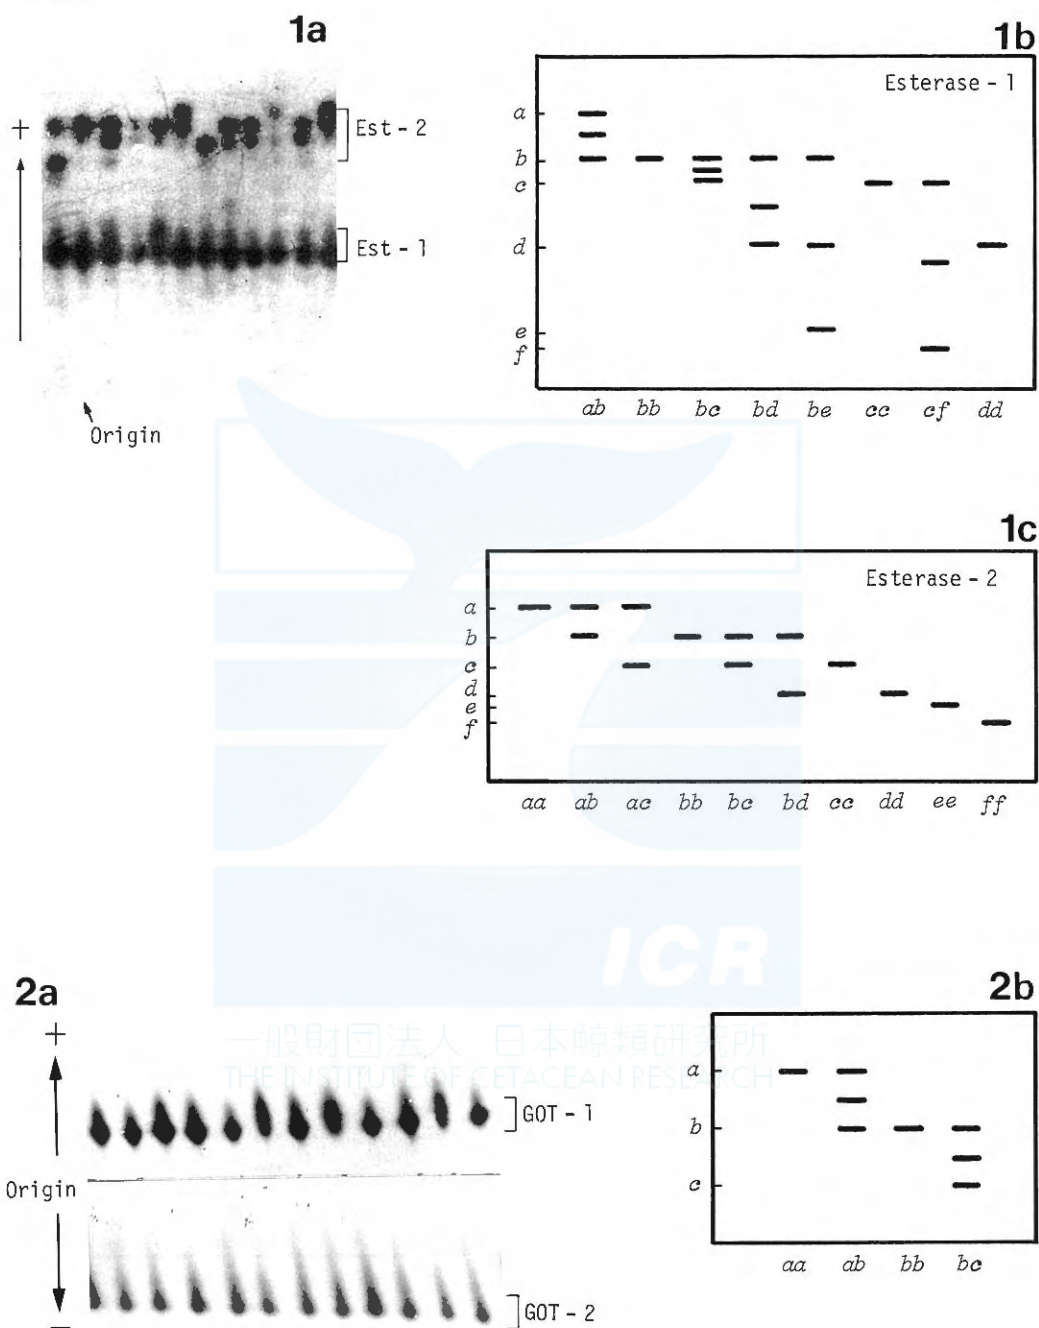 1a
+
Est - 2
Est - 1
Origin
1b
Esterase - 1
a
b
c
d
e
f
ab bb bc bd be cc cf dd
1c
Esterase - 2
a
b
c
d
e
f
aa ab ac bb bc bd cc dd ee ff
ICR
一般財団法人 日本鯨類研究所
THE INSTITUTE OF CETACEAN RESEARCH
2a
+
GOT - 1
Origin
GOT - 2
−
2b
a
b
c
aa ab bb bc